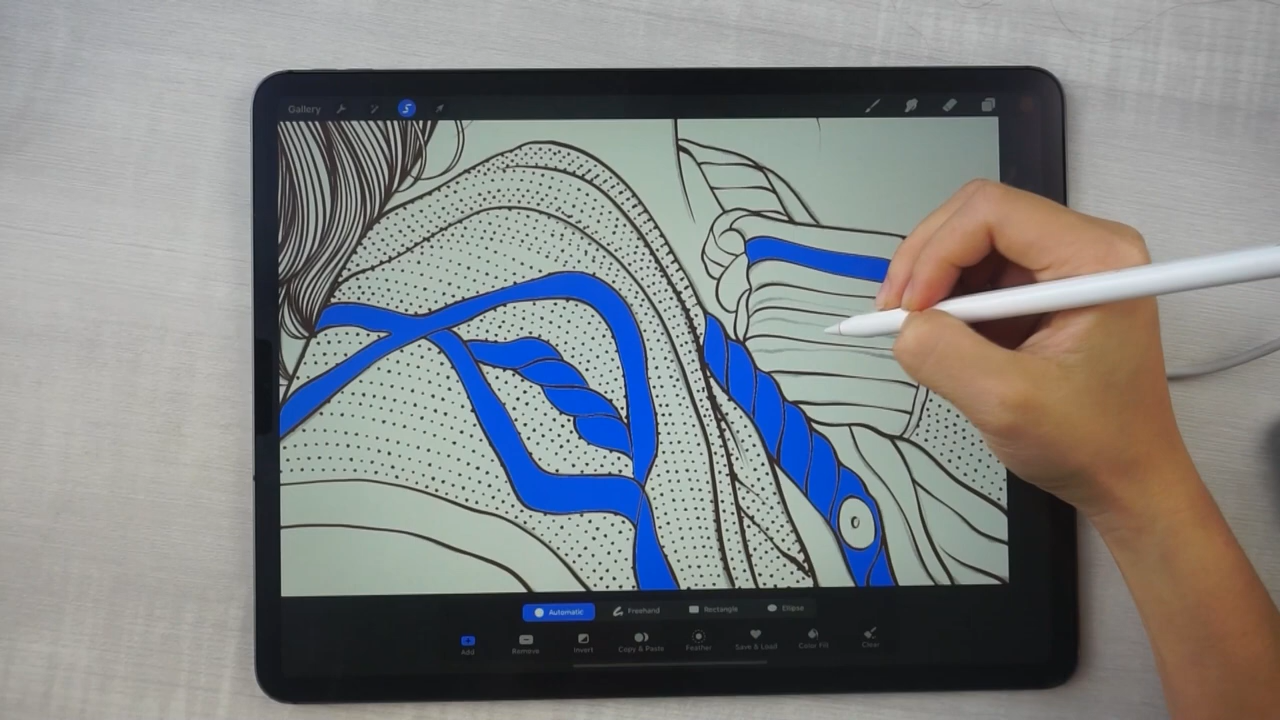 Gallery
Automatic Freehand Rectangle Ellipse
Add Remove Invert Copy & Paste Feather Save & Load Color Fill Clear